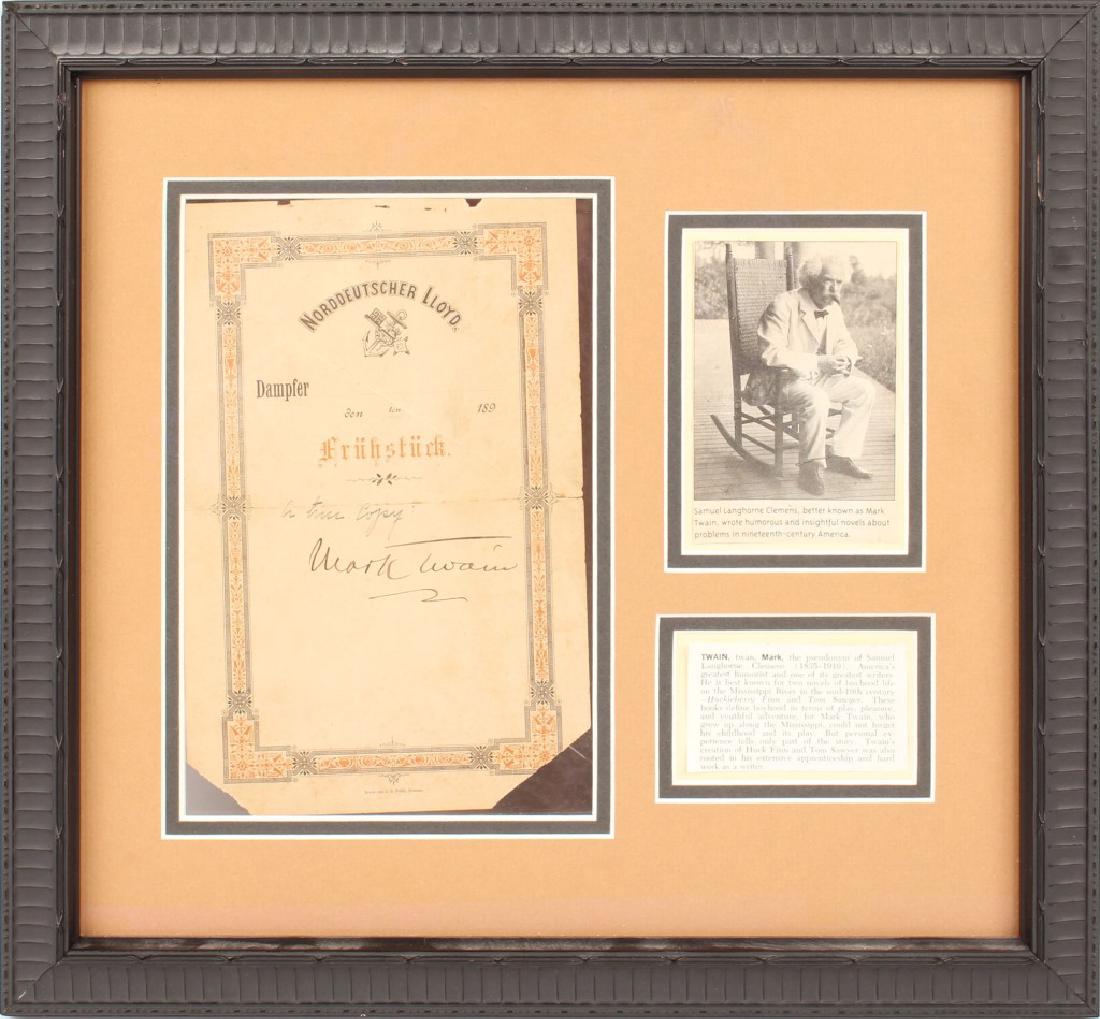 NORDDEUTSCHER LLOYD.
Dampfer
den ten 189
Frühstück.
A true copy:
Mark Twain
Samuel Langhorne Clemens, better known as Mark
Twain, wrote humorous and insightful novels about
problems in nineteenth-century America.
TWAIN, twan, Mark, the pseudonym of Samuel
Langhorne Clemens (1835–1910), America's
greatest humorist and one of its greatest writers.
He is best known for two novels of boyhood life
on the Mississippi River in the mid-19th century
—Huckleberry Finn and Tom Sawyer. These
books define boyhood in terms of play, pleasure,
and youthful adventure, for Mark Twain, who
grew up along the Mississippi, could not forget
his childhood and its play. But personal ex-
perience tells only part of the story. Twain's
creation of Huck Finn and Tom Sawyer was also
rooted in his extensive apprenticeship and hard
work as a writer.